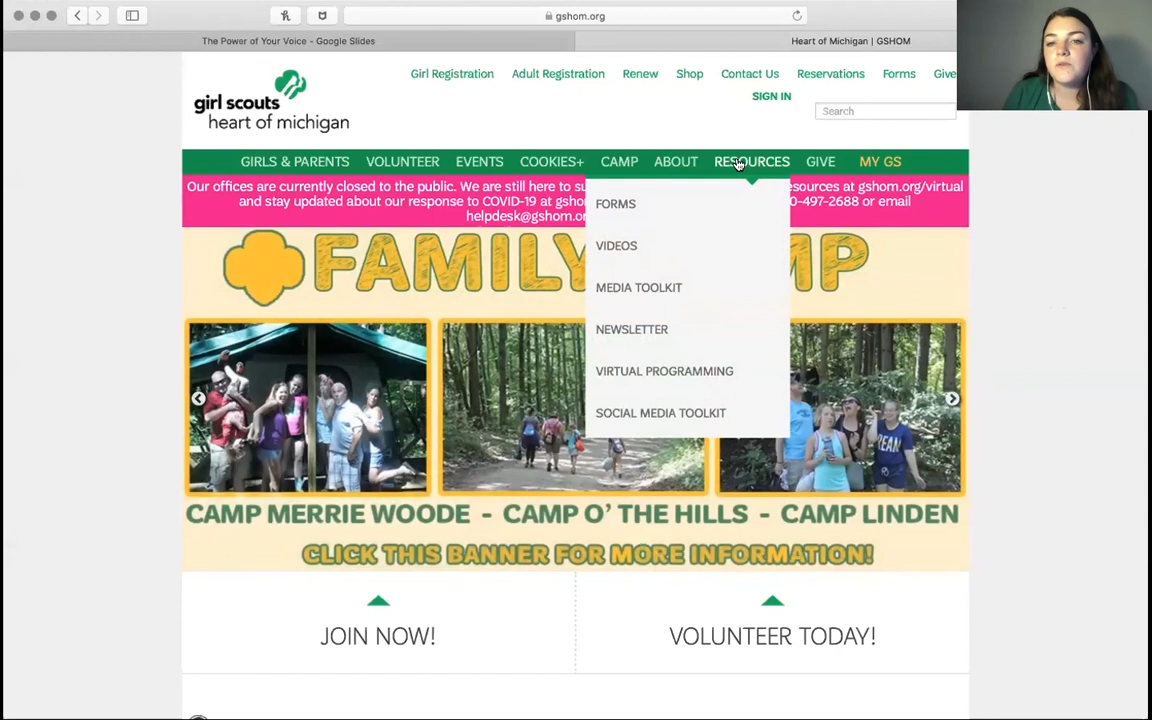 gshom.org
The Power of Your Voice - Google Slides
Heart of Michigan | GSHOM
Girl Registration Adult Registration Renew Shop Contact Us Reservations Forms Give
SIGN IN
Search
girl scouts
heart of michigan
GIRLS & PARENTS VOLUNTEER EVENTS COOKIES+ CAMP ABOUT RESOURCES GIVE MY GS
Our offices are currently closed to the public. We are still here to su resources at gshom.org/virtual
and stay updated about our response to COVID-19 at gsho 0-497-2688 or email
helpdesk@gshom.or
FORMS
VIDEOS
MEDIA TOOLKIT
NEWSLETTER
VIRTUAL PROGRAMMING
SOCIAL MEDIA TOOLKIT
FAMILY MP
CAMP MERRIE WOODE - CAMP O' THE HILLS - CAMP LINDEN
CLICK THIS BANNER FOR MORE INFORMATION!
JOIN NOW!
VOLUNTEER TODAY!